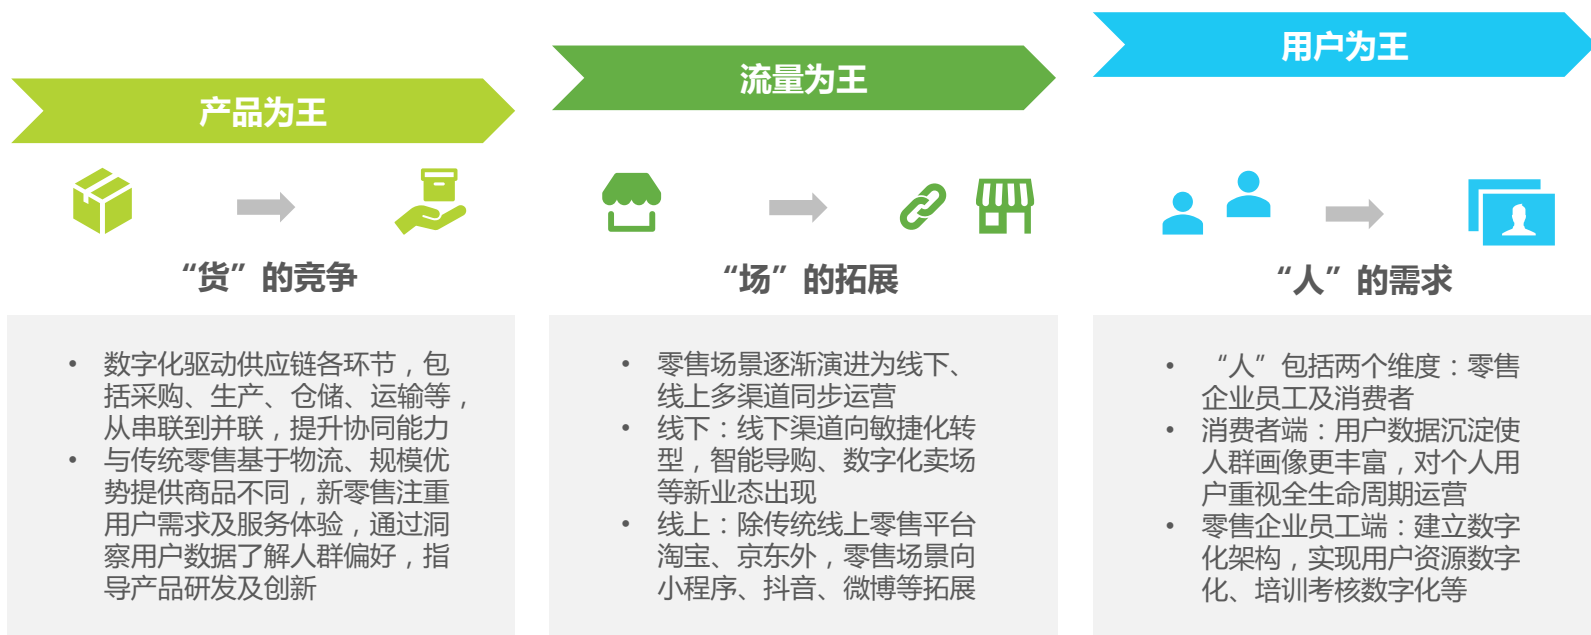 产品为王
“货”的竞争
• 数字化驱动供应链各环节，包
括采购、生产、仓储、运输等，
从串联到并联，提升协同能力
• 与传统零售基于物流、规模优
势提供商品不同，新零售注重
用户需求及服务体验，通过洞
察用户数据了解人群偏好，指
导产品研发及创新
流量为王
“场”的拓展
• 零售场景逐渐演进为线下、
线上多渠道同步运营
• 线下：线下渠道向敏捷化转
型，智能导购、数字化卖场
等新业态出现
• 线上：除传统线上零售平台
淘宝、京东外，零售场景向
小程序、抖音、微博等拓展
用户为王
“人”的需求
• “人”包括两个维度：零售
企业员工及消费者
• 消费者端：用户数据沉淀使
人群画像更丰富，对个人用
户重视全生命周期运营
• 零售企业员工端：建立数字
化架构，实现用户资源数字
化、培训考核数字化等